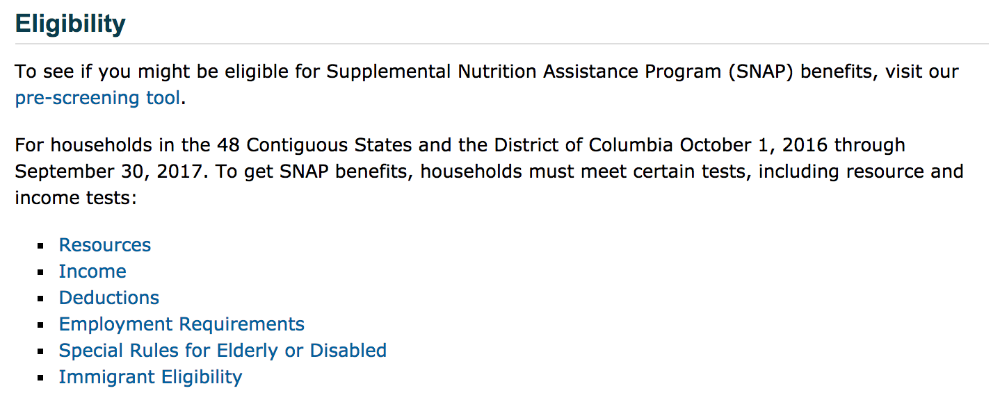 Eligibility
To see if you might be eligible for Supplemental Nutrition Assistance Program (SNAP) benefits, visit our
pre-screening tool.
For households in the 48 Contiguous States and the District of Columbia October 1, 2016 through
September 30, 2017. To get SNAP benefits, households must meet certain tests, including resource and
income tests:
▪ Resources
▪ Income
▪ Deductions
▪ Employment Requirements
▪ Special Rules for Elderly or Disabled
▪ Immigrant Eligibility